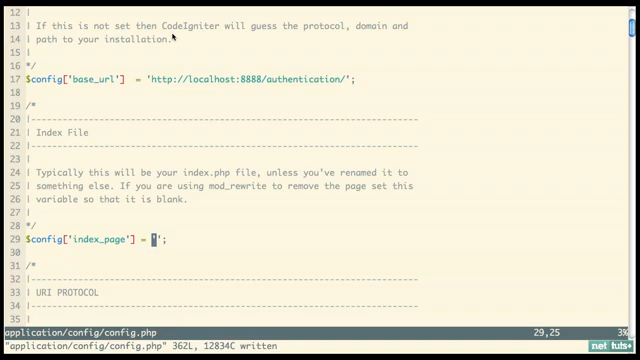 12 |
13 | If this is not set then CodeIgniter will guess the protocol, domain and
14 | path to your installation.
15 |
16 */
17 $config['base_url']  = 'http://localhost:8888/authentication/';
18
19 /*
20 |--------------------------------------------------------------------------
21 | Index File
22 |--------------------------------------------------------------------------
23 |
24 | Typically this will be your index.php file, unless you've renamed it to
25 | something else. If you are using mod_rewrite to remove the page set this
26 | variable so that it is blank.
27 |
28 */
29 $config['index_page'] = '';
30
31 /*
32 |--------------------------------------------------------------------------
33 | URI PROTOCOL
34 |--------------------------------------------------------------------------
35 |
application/config/config.php 29,25 3%
"application/config/config.php" 362L, 12834C written
nettuts+